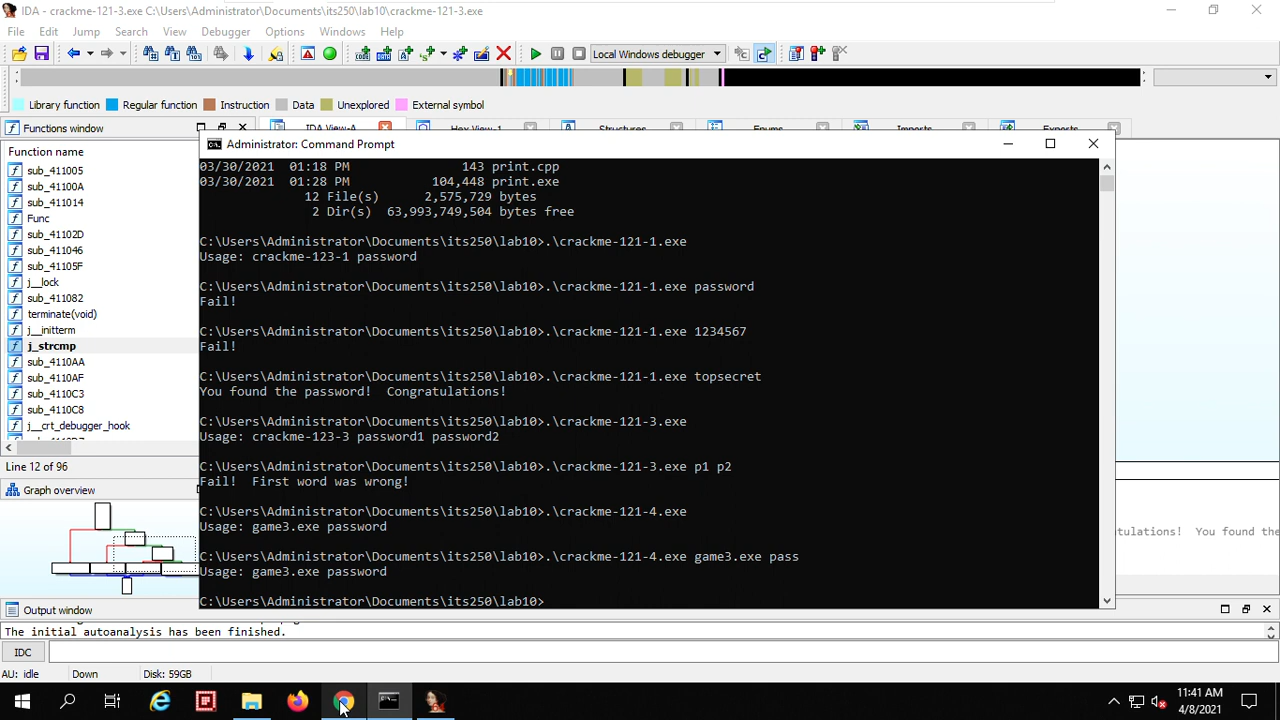 IDA - crackme-121-3.exe C:\Users\Administrator\Documents\its250\lab10\crackme-121-3.exe
File Edit Jump Search View Debugger Options Windows Help
Local Windows debugger
Library function Regular function Instruction Data Unexplored External symbol
Functions window IDA View-A Hex View-1 Structures Enums Imports Exports
Administrator: Command Prompt
Function name
sub_411005
sub_41100A
sub_411014
Func
sub_41102D
sub_411046
sub_41105F
j__lock
sub_411082
terminate(void)
j__initterm
j_strcmp
sub_4110AA
sub_4110AF
sub_4110C3
sub_4110C8
j__crt_debugger_hook
Line 12 of 96
Graph overview
03/30/2021 01:18 PM 143 print.cpp
03/30/2021 01:28 PM 104,448 print.exe
12 File(s) 2,575,729 bytes
2 Dir(s) 63,993,749,504 bytes free
C:\Users\Administrator\Documents\its250\lab10>.\crackme-121-1.exe
Usage: crackme-123-1 password
C:\Users\Administrator\Documents\its250\lab10>.\crackme-121-1.exe password
Fail!
C:\Users\Administrator\Documents\its250\lab10>.\crackme-121-1.exe 1234567
Fail!
C:\Users\Administrator\Documents\its250\lab10>.\crackme-121-1.exe topsecret
You found the password! Congratulations!
C:\Users\Administrator\Documents\its250\lab10>.\crackme-121-3.exe
Usage: crackme-123-3 password1 password2
C:\Users\Administrator\Documents\its250\lab10>.\crackme-121-3.exe p1 p2
Fail! First word was wrong!
C:\Users\Administrator\Documents\its250\lab10>.\crackme-121-4.exe
Usage: game3.exe password
C:\Users\Administrator\Documents\its250\lab10>.\crackme-121-4.exe game3.exe pass
Usage: game3.exe password
C:\Users\Administrator\Documents\its250\lab10>
tulations! You found the
Output window
The initial autoanalysis has been finished.
IDC
AU: idle Down Disk: 59GB
11:41 AM
4/8/2021